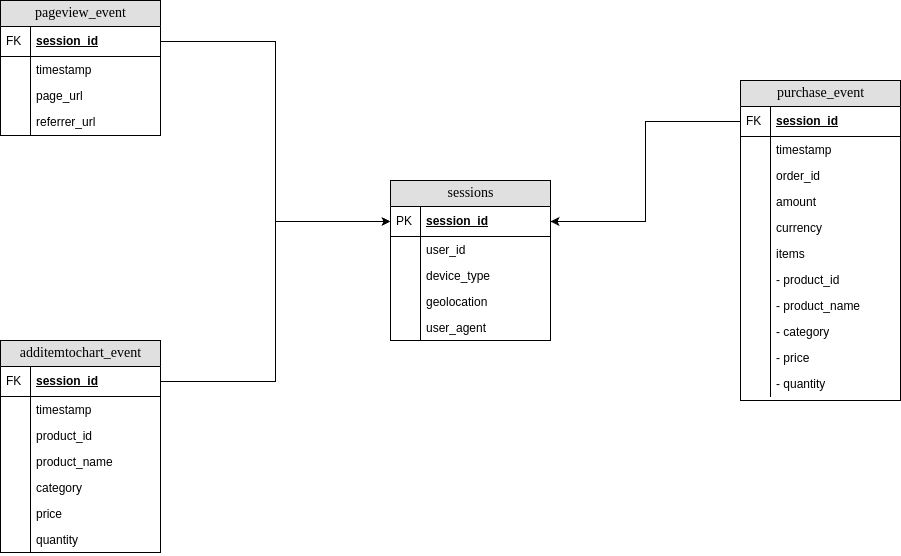 pageview_event
FK session_id
timestamp
page_url
referrer_url
purchase_event
FK session_id
timestamp
order_id
amount
currency
items
- product_id
- product_name
- category
- price
- quantity
sessions
PK session_id
user_id
device_type
geolocation
user_agent
additemtochart_event
FK session_id
timestamp
product_id
product_name
category
price
quantity